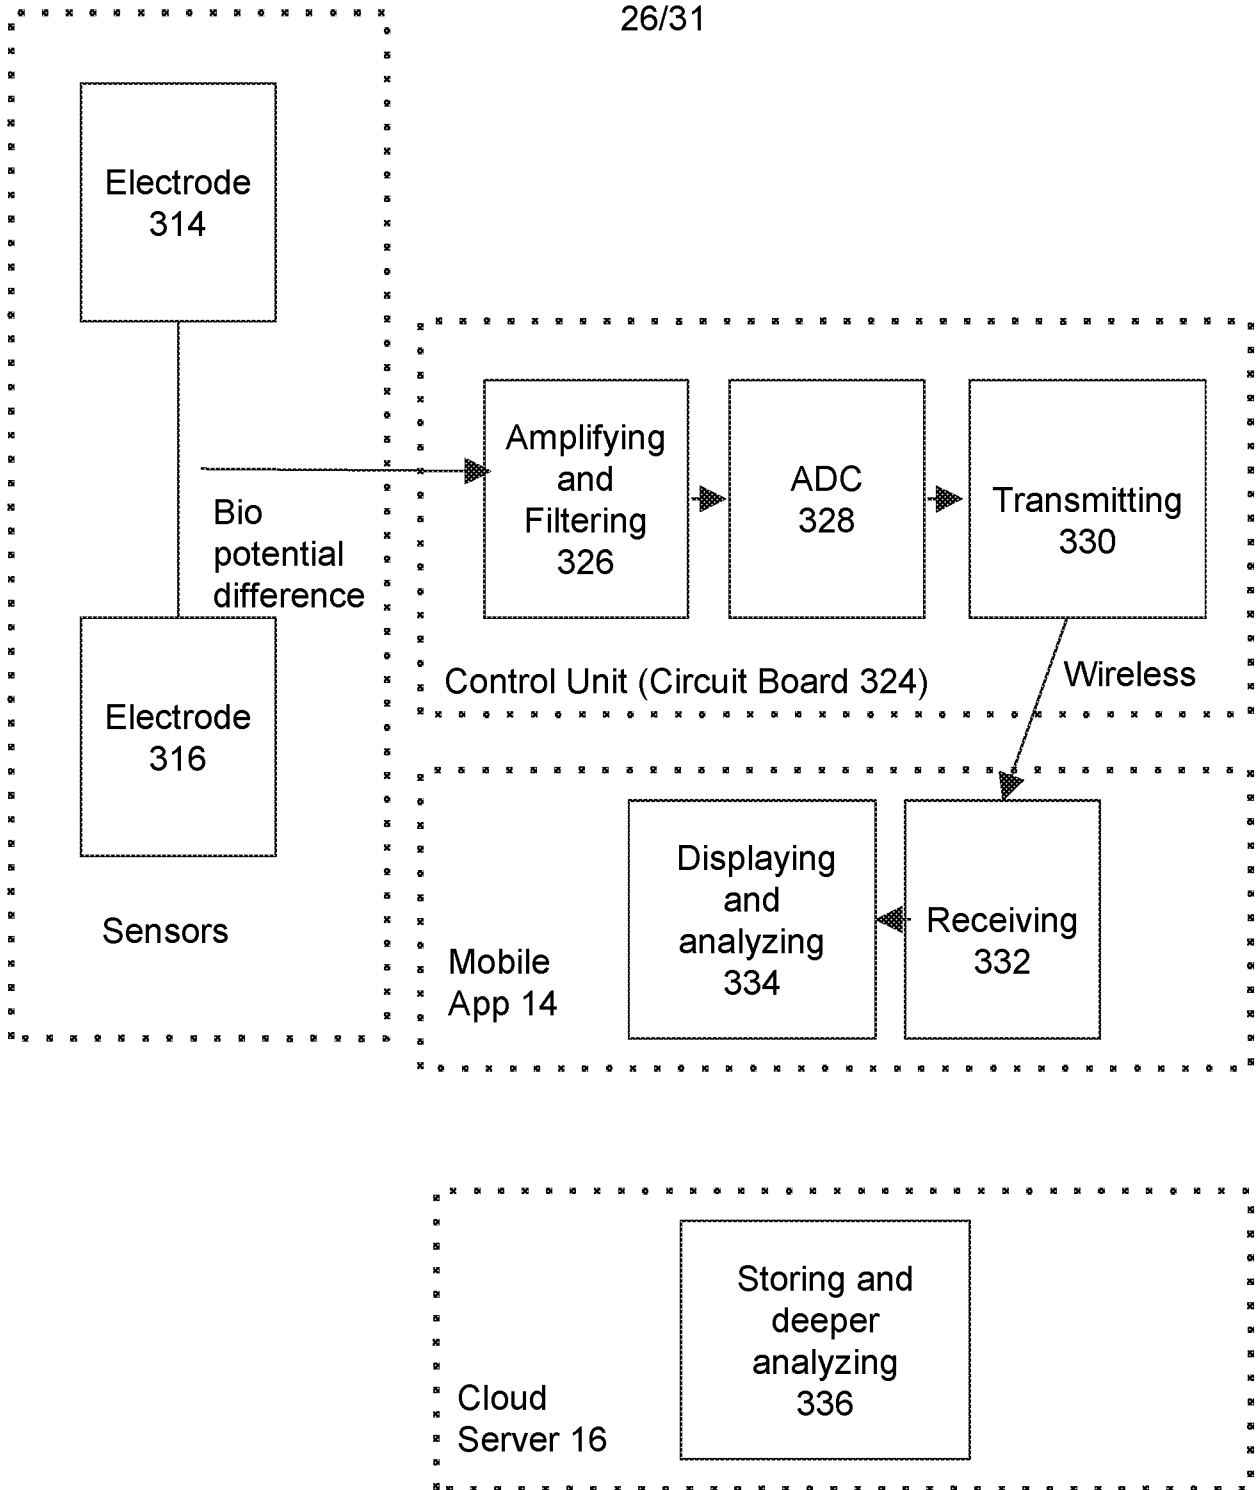 26/31
Electrode
314
Bio
potential
difference
Electrode
316
Sensors
Amplifying
and
Filtering
326
ADC
328
Transmitting
330
Control Unit (Circuit Board 324)
Wireless
Displaying
and
analyzing
334
Receiving
332
Mobile
App 14
Storing and
deeper
analyzing
336
Cloud
Server 16